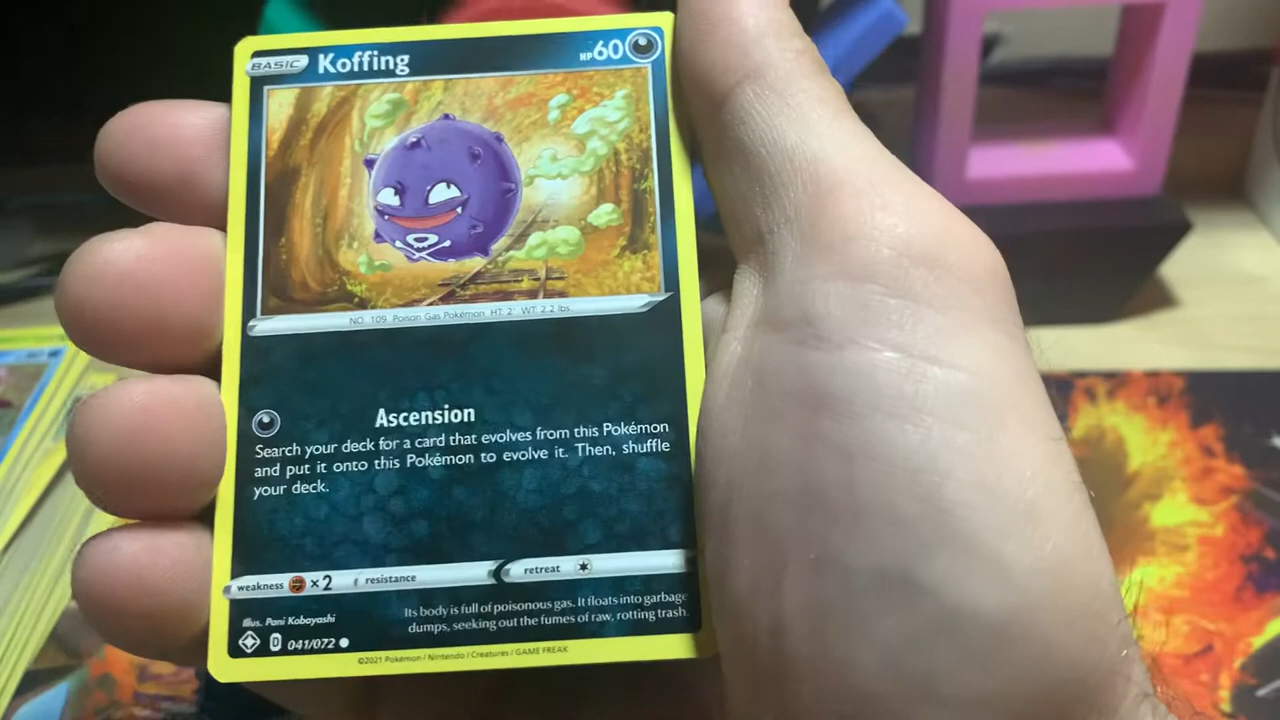 BASIC Koffing HP60
NO. 109 Poison Gas Pokémon HT: 2' WT: 2.2 lbs
Ascension
Search your deck for a card that evolves from this Pokémon
and put it onto this Pokémon to evolve it. Then, shuffle
your deck.
weakness ×2 resistance retreat
Its body is full of poisonous gas. It floats into garbage
dumps, seeking out the fumes of raw, rotting trash.
Illus. Pani Kobayashi
D 041/072
©2021 Pokémon / Nintendo / Creatures / GAME FREAK